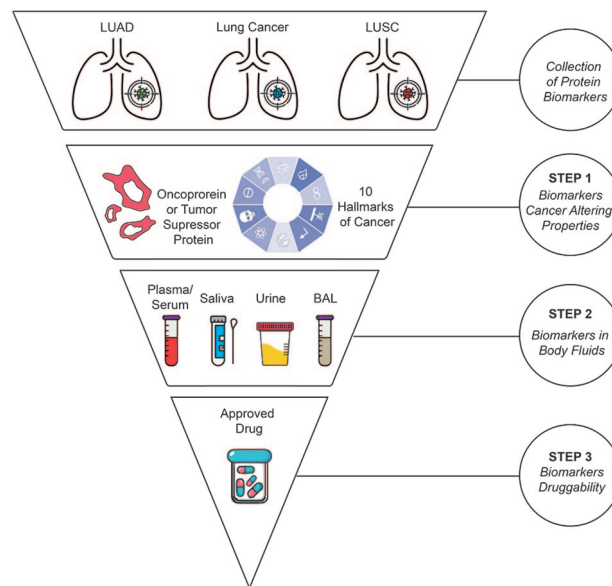 LUAD
Lung Cancer
LUSC
Collection
of Protein
Biomarkers
Oncoprorein
or Tumor
Supressor
Protein
10
Hallmarks
of Cancer
STEP 1
Biomarkers
Cancer Altering
Properties
Plasma/
Serum
Saliva
Urine
BAL
STEP 2
Biomarkers in
Body Fluids
Approved
Drug
STEP 3
Biomarkers
Druggability